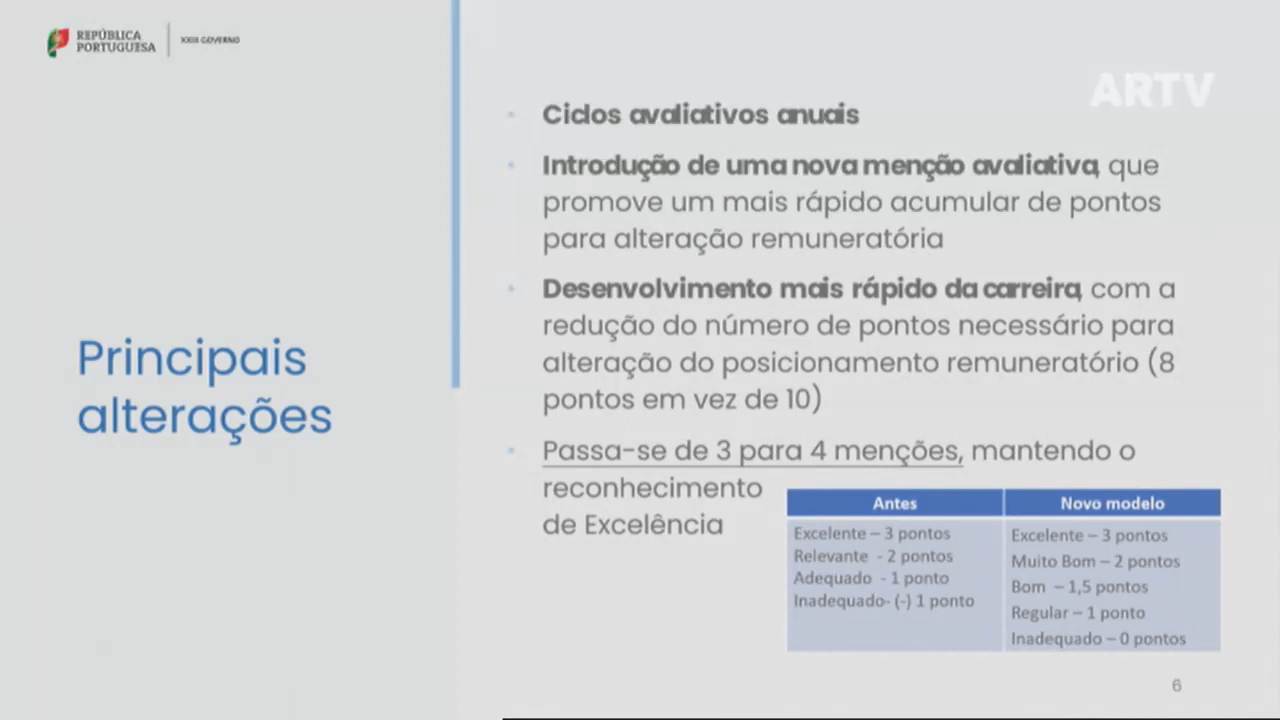 REPÚBLICA
PORTUGUESA
XXIII GOVERNO
ARTV
Principais
alterações
Ciclos avaliativos anuais
Introdução de uma nova menção avaliativa, que
promove um mais rápido acumular de pontos
para alteração remuneratória
Desenvolvimento mais rápido da carreira, com a
redução do número de pontos necessário para
alteração do posicionamento remuneratório (8
pontos em vez de 10)
Passa-se de 3 para 4 menções, mantendo o
reconhecimento
de Excelência
Antes
Excelente – 3 pontos
Relevante - 2 pontos
Adequado - 1 ponto
Inadequado- (-) 1 ponto
Novo modelo
Excelente – 3 pontos
Muito Bom – 2 pontos
Bom – 1,5 pontos
Regular – 1 ponto
Inadequado – 0 pontos
6